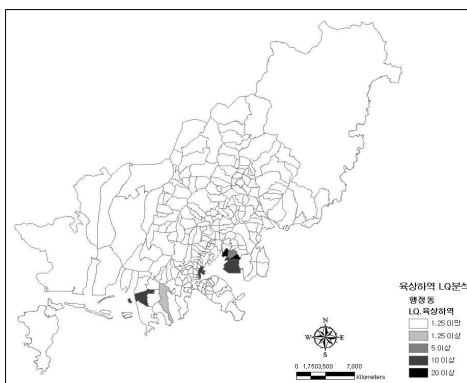 육상하역 LQ분석
행정동
LQ.육상하역
1.25 미만
1.25 이상
5 이상
10 이상
20 이상
N
W E
S
0 1,7503,500 7,000
Kilometers